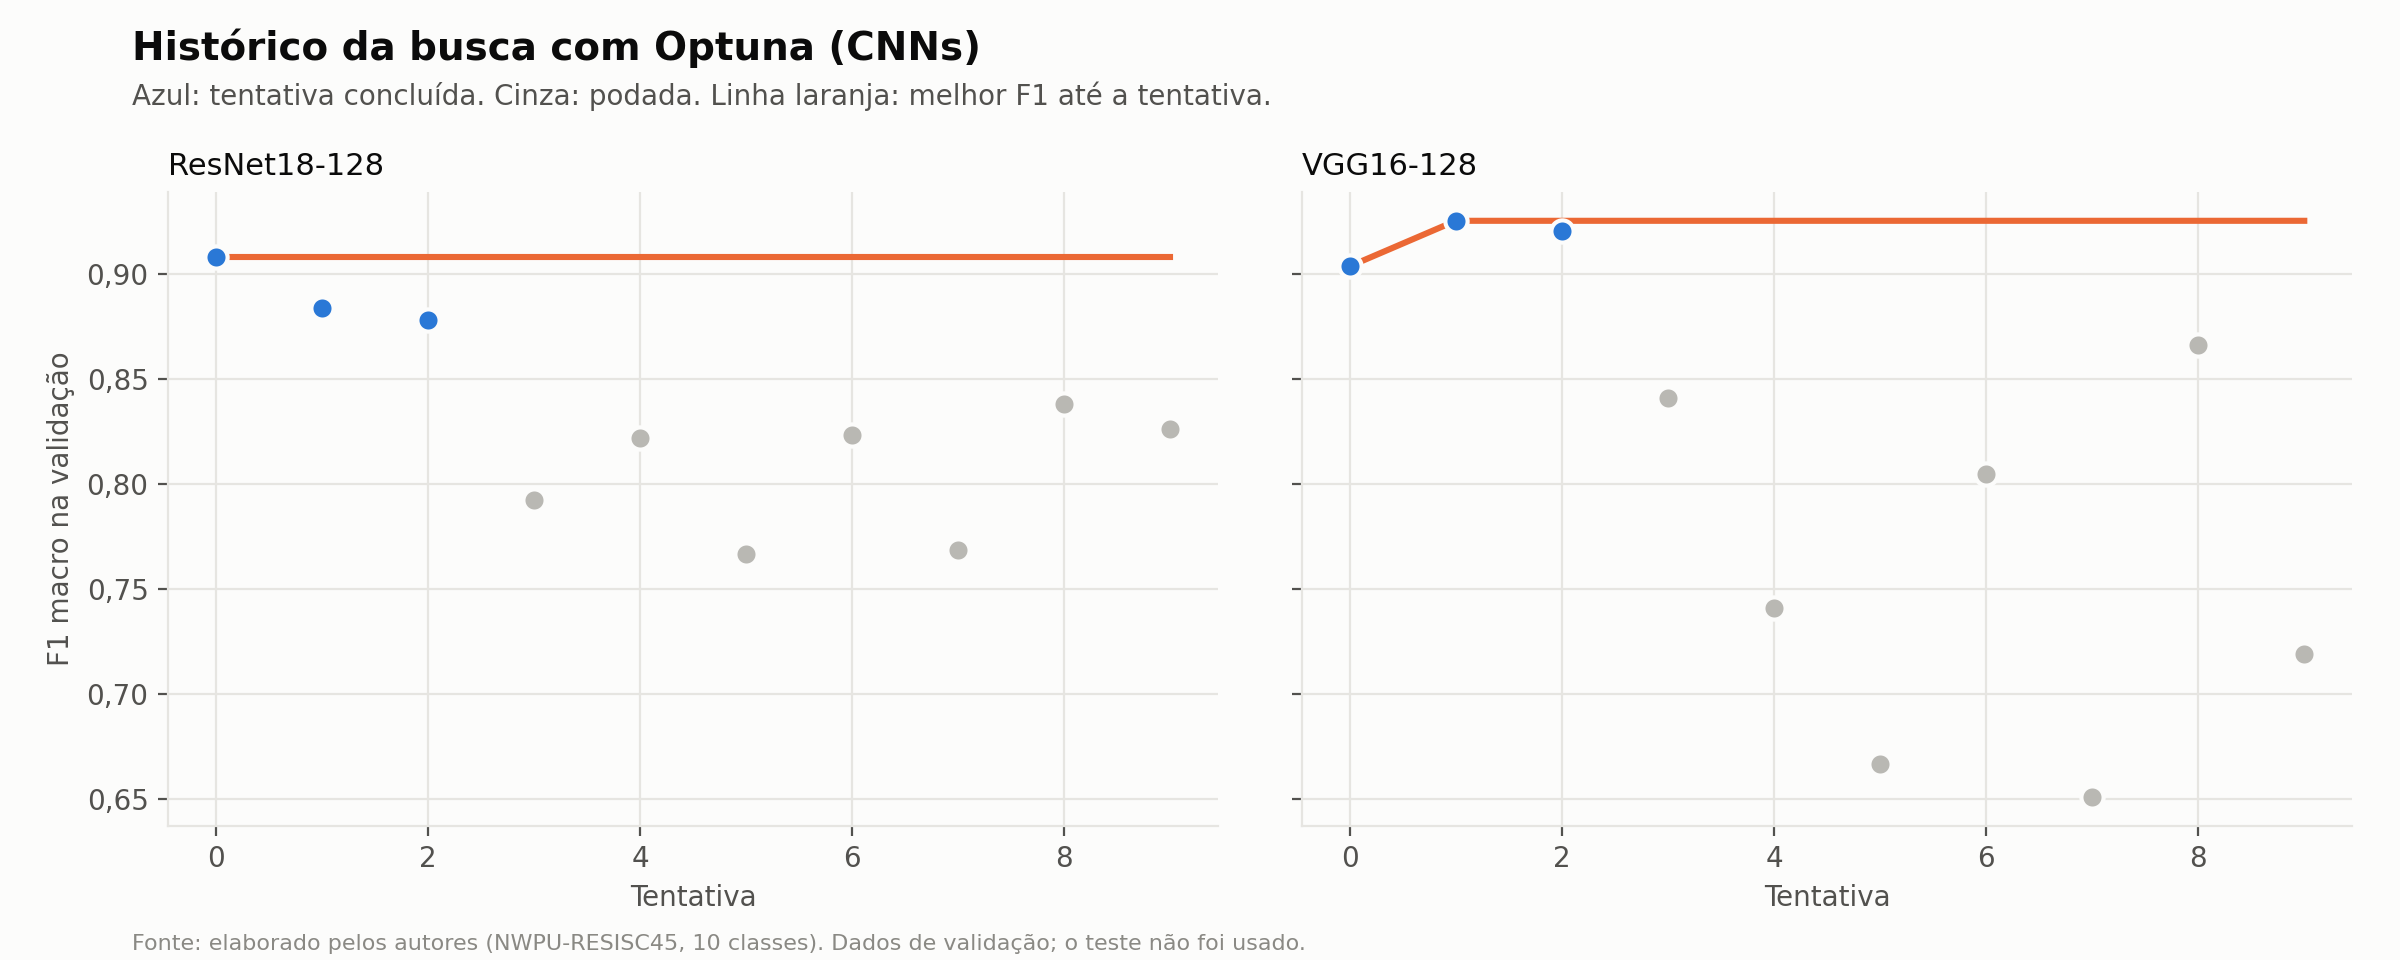 Histórico da busca com Optuna (CNNs)
Azul: tentativa concluída. Cinza: podada. Linha laranja: melhor F1 até a tentativa.
ResNet18-128
VGG16-128
F1 macro na validação
0,90
0,85
0,80
0,75
0,70
0,65
0 2 4 6 8
0 2 4 6 8
Tentativa
Tentativa
Fonte: elaborado pelos autores (NWPU-RESISC45, 10 classes). Dados de validação; o teste não foi usado.